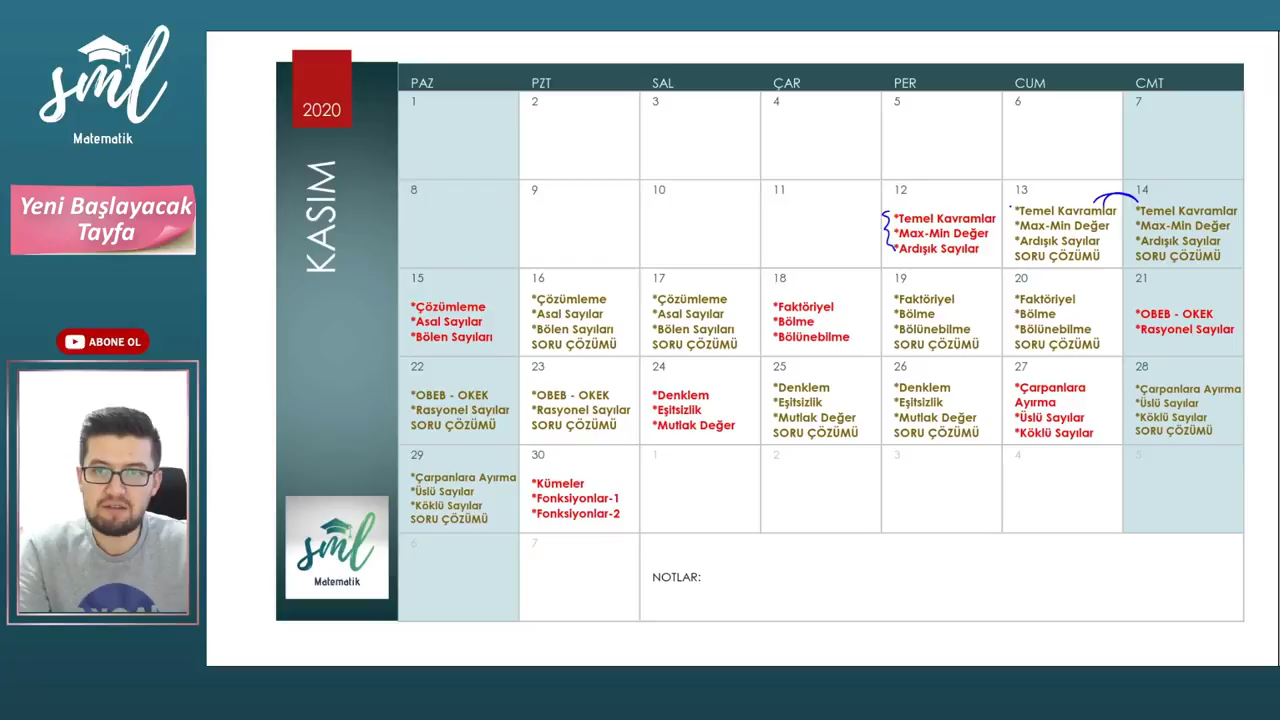 sml
Matematik
Yeni Başlayacak
Tayfa
ABONE OL
2020
KASIM
sml
Matematik
PAZ PZT SAL ÇAR PER CUM CMT
1 2 3 4 5 6 7
8 9 10 11
12
*Temel Kavramlar
*Max-Min Değer
*Ardışık Sayılar
13
*Temel Kavramlar
*Max-Min Değer
*Ardışık Sayılar
SORU ÇÖZÜMÜ
14
*Temel Kavramlar
*Max-Min Değer
*Ardışık Sayılar
SORU ÇÖZÜMÜ
15
*Çözümleme
*Asal Sayılar
*Bölen Sayıları
16
*Çözümleme
*Asal Sayılar
*Bölen Sayıları
SORU ÇÖZÜMÜ
17
*Çözümleme
*Asal Sayılar
*Bölen Sayıları
SORU ÇÖZÜMÜ
18
*Faktöriyel
*Bölme
*Bölünebilme
19
*Faktöriyel
*Bölme
*Bölünebilme
SORU ÇÖZÜMÜ
20
*Faktöriyel
*Bölme
*Bölünebilme
SORU ÇÖZÜMÜ
21
*OBEB - OKEK
*Rasyonel Sayılar
22
*OBEB - OKEK
*Rasyonel Sayılar
SORU ÇÖZÜMÜ
23
*OBEB - OKEK
*Rasyonel Sayılar
SORU ÇÖZÜMÜ
24
*Denklem
*Eşitsizlik
*Mutlak Değer
25
*Denklem
*Eşitsizlik
*Mutlak Değer
SORU ÇÖZÜMÜ
26
*Denklem
*Eşitsizlik
*Mutlak Değer
SORU ÇÖZÜMÜ
27
*Çarpanlara
Ayırma
*Üslü Sayılar
*Köklü Sayılar
28
*Çarpanlara Ayırma
*Üslü Sayılar
*Köklü Sayılar
SORU ÇÖZÜMÜ
29
*Çarpanlara Ayırma
*Üslü Sayılar
*Köklü Sayılar
SORU ÇÖZÜMÜ
30
*Kümeler
*Fonksiyonlar-1
*Fonksiyonlar-2
1 2 3 4 5
6 7
NOTLAR: